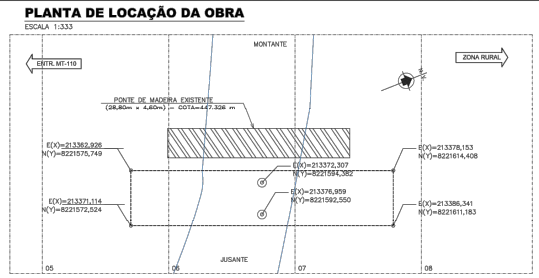 PLANTA DE LOCAÇÃO DA OBRA
ESCALA 1:333
MONTANTE
ENTR. MT-110
ZONA RURAL
PONTE DE MADEIRA EXISTENTE
(28,80m x 4,60m) - COTA=447,326 m
E(X)=213362,926
N(Y)=8221575,749
E(X)=213372,307
N(Y)=8221594,382
E(X)=213378,153
N(Y)=8221614,408
E(X)=213371,114
N(Y)=8221572,524
E(X)=213376,959
N(Y)=8221592,550
E(X)=213386,341
N(Y)=8221611,183
JUSANTE
05
06
07
08